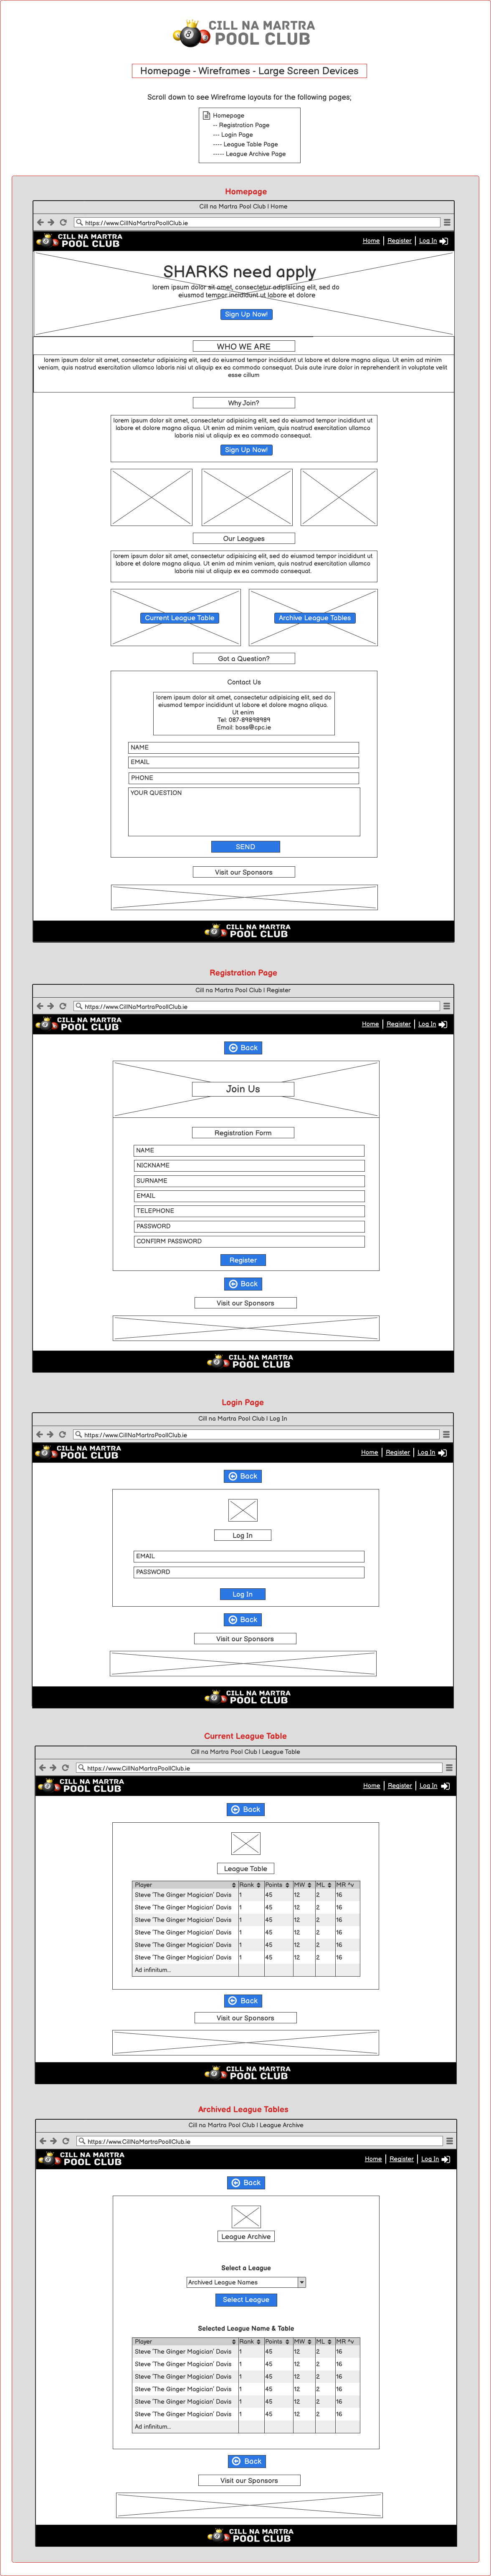 CILL NA MARTRA
POOL CLUB
Homepage - Wireframes - Large Screen Devices
Scroll down to see Wireframe layouts for the following pages;
Homepage
-- Registration Page
--- Login Page
---- League Table Page
----- League Archive Page
Homepage
Cill na Martra Pool Club | Home
https://www.CillNaMartraPoollClub.ie
CILL NA MARTRA
POOL CLUB
Home | Register | Log In
SHARKS need apply
lorem ipsum dolor sit amet, consectetur adipisicing elit, sed do
eiusmod tempor incididunt ut labore et dolore
Sign Up Now!
WHO WE ARE
lorem ipsum dolor sit amet, consectetur adipisicing elit, sed do eiusmod tempor incididunt ut labore et dolore magna aliqua. Ut enim ad minim
veniam, quis nostrud exercitation ullamco laboris nisi ut aliquip ex ea commodo consequat. Duis aute irure dolor in reprehenderit in voluptate velit
esse cillum
Why Join?
lorem ipsum dolor sit amet, consectetur adipisicing elit, sed do eiusmod tempor incididunt ut
labore et dolore magna aliqua. Ut enim ad minim veniam, quis nostrud exercitation ullamco
laboris nisi ut aliquip ex ea commodo consequat.
Sign Up Now!
Our Leagues
lorem ipsum dolor sit amet, consectetur adipisicing elit, sed do eiusmod tempor incididunt ut
labore et dolore magna aliqua. Ut enim ad minim veniam, quis nostrud exercitation ullamco
laboris nisi ut aliquip ex ea commodo consequat.
Current League Table
Archive League Tables
Got a Question?
Contact Us
lorem ipsum dolor sit amet, consectetur adipisicing elit, sed do
eiusmod tempor incididunt ut labore et dolore magna aliqua.
Ut enim
Tel: 087-89898989
Email: boss@cpc.ie
NAME
EMAIL
PHONE
YOUR QUESTION
SEND
Visit our Sponsors
CILL NA MARTRA
POOL CLUB
Registration Page
Cill na Martra Pool Club | Register
https://www.CillNaMartraPoollClub.ie
CILL NA MARTRA
POOL CLUB
Home | Register | Log In
Back
Join Us
Registration Form
NAME
NICKNAME
SURNAME
EMAIL
TELEPHONE
PASSWORD
CONFIRM PASSWORD
Register
Back
Visit our Sponsors
CILL NA MARTRA
POOL CLUB
Login Page
Cill na Martra Pool Club | Log In
https://www.CillNaMartraPoollClub.ie
CILL NA MARTRA
POOL CLUB
Home | Register | Log In
Back
Log In
EMAIL
PASSWORD
Log In
Back
Visit our Sponsors
CILL NA MARTRA
POOL CLUB
Current League Table
Cill na Martra Pool Club | League Table
https://www.CillNaMartraPoollClub.ie
CILL NA MARTRA
POOL CLUB
Home | Register | Log In
Back
League Table
Player Rank Points MW ML MR ^v
Steve 'The Ginger Magician' Davis 1 45 12 2 16
Steve 'The Ginger Magician' Davis 1 45 12 2 16
Steve 'The Ginger Magician' Davis 1 45 12 2 16
Steve 'The Ginger Magician' Davis 1 45 12 2 16
Steve 'The Ginger Magician' Davis 1 45 12 2 16
Steve 'The Ginger Magician' Davis 1 45 12 2 16
Ad infinitum...
Back
Visit our Sponsors
CILL NA MARTRA
POOL CLUB
Archived League Tables
Cill na Martra Pool Club | League Archive
https://www.CillNaMartraPoollClub.ie
CILL NA MARTRA
POOL CLUB
Home | Register | Log In
Back
League Archive
Select a League
Archived League Names
Select League
Selected League Name & Table
Player Rank Points MW ML MR ^v
Steve 'The Ginger Magician' Davis 1 45 12 2 16
Steve 'The Ginger Magician' Davis 1 45 12 2 16
Steve 'The Ginger Magician' Davis 1 45 12 2 16
Steve 'The Ginger Magician' Davis 1 45 12 2 16
Steve 'The Ginger Magician' Davis 1 45 12 2 16
Steve 'The Ginger Magician' Davis 1 45 12 2 16
Ad infinitum...
Back
Visit our Sponsors
CILL NA MARTRA
POOL CLUB